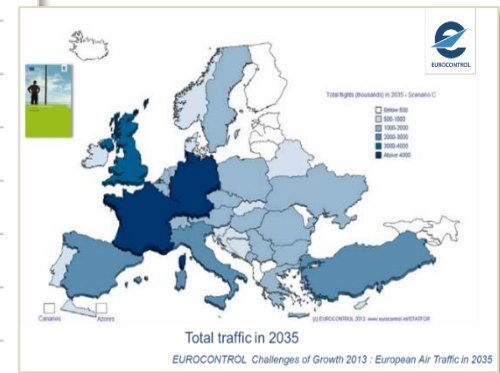 EUROCONTROL
Total flights (thousands) in 2035 - Scenario C
Below 500
500-1000
1000-2000
2000-3000
3000-4000
Above 4000
Canaries
Azores
(c) EUROCONTROL 2013 www.eurocontrol.int/STATFOR
Total traffic in 2035
EUROCONTROL Challenges of Growth 2013 : European Air Traffic in 2035